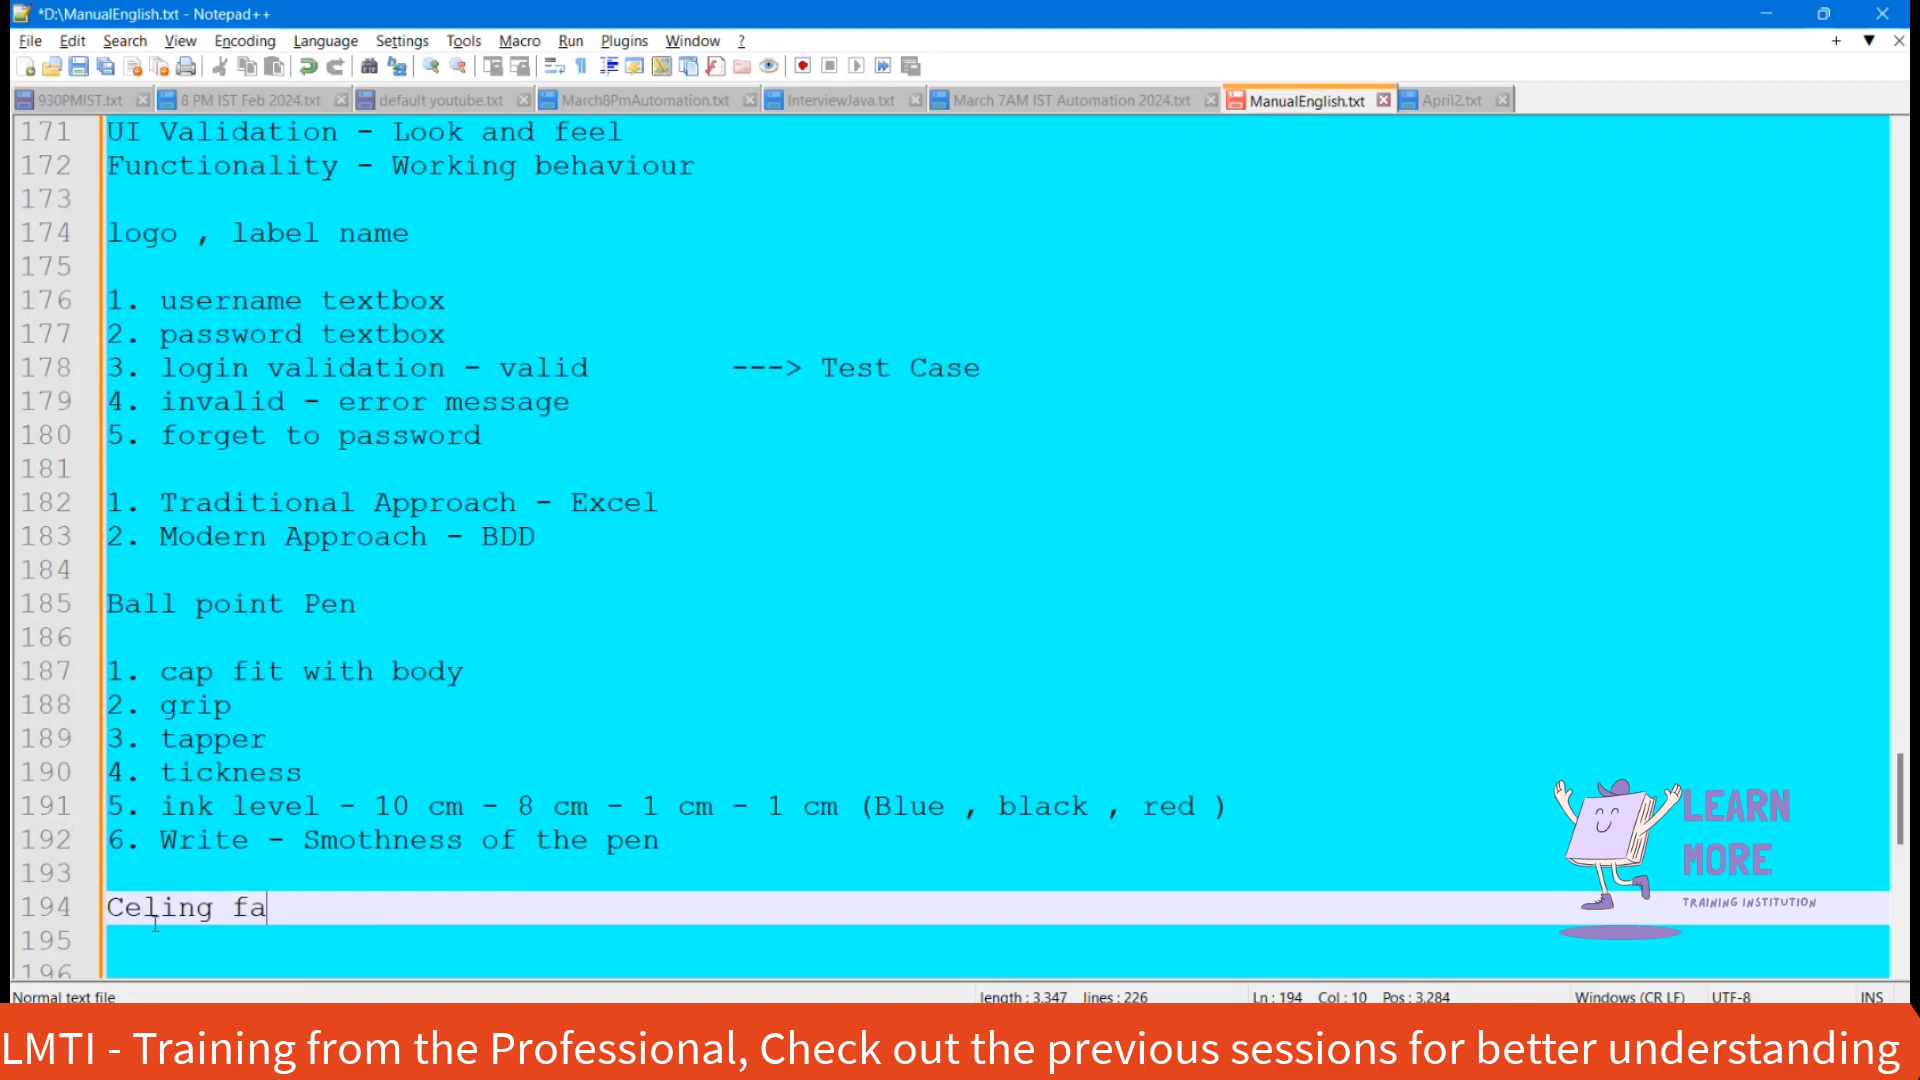 *D:\ManualEnglish.txt - Notepad++
File Edit Search View Encoding Language Settings Tools Macro Run Plugins Window ?
930PMIST.txt 8 PM IST Feb 2024.txt default youtube.txt March8PmAutomation.txt InterviewJava.txt March 7AM IST Automation 2024.txt ManualEnglish.txt April2.txt
171 UI Validation - Look and feel
172 Functionality - Working behaviour
173
174 logo , label name
175
176 1. username textbox
177 2. password textbox
178 3. login validation - valid ---> Test Case
179 4. invalid - error message
180 5. forget to password
181
182 1. Traditional Approach - Excel
183 2. Modern Approach - BDD
184
185 Ball point Pen
186
187 1. cap fit with body
188 2. grip
189 3. tapper
190 4. tickness
191 5. ink level - 10 cm - 8 cm - 1 cm - 1 cm (Blue , black , red )
192 6. Write - Smothness of the pen
193
194 Celing fa
195
196
LEARN
MORE
TRAINING INSTITUTION
Normal text file length : 3,347 lines : 226 Ln : 194 Col : 10 Pos : 3,284 Windows (CR LF) UTF-8 INS
LMTI - Training from the Professional, Check out the previous sessions for better understanding